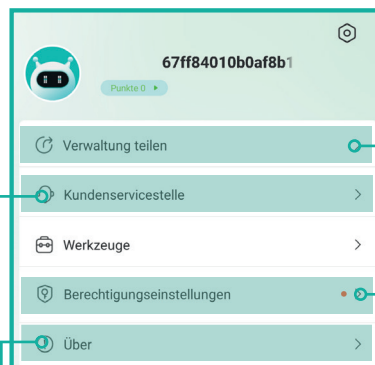 67ff84010b0af8b1
Punkte 0
Verwaltung teilen
Kundenservicestelle
Werkzeuge
Berechtigungseinstellungen
Über